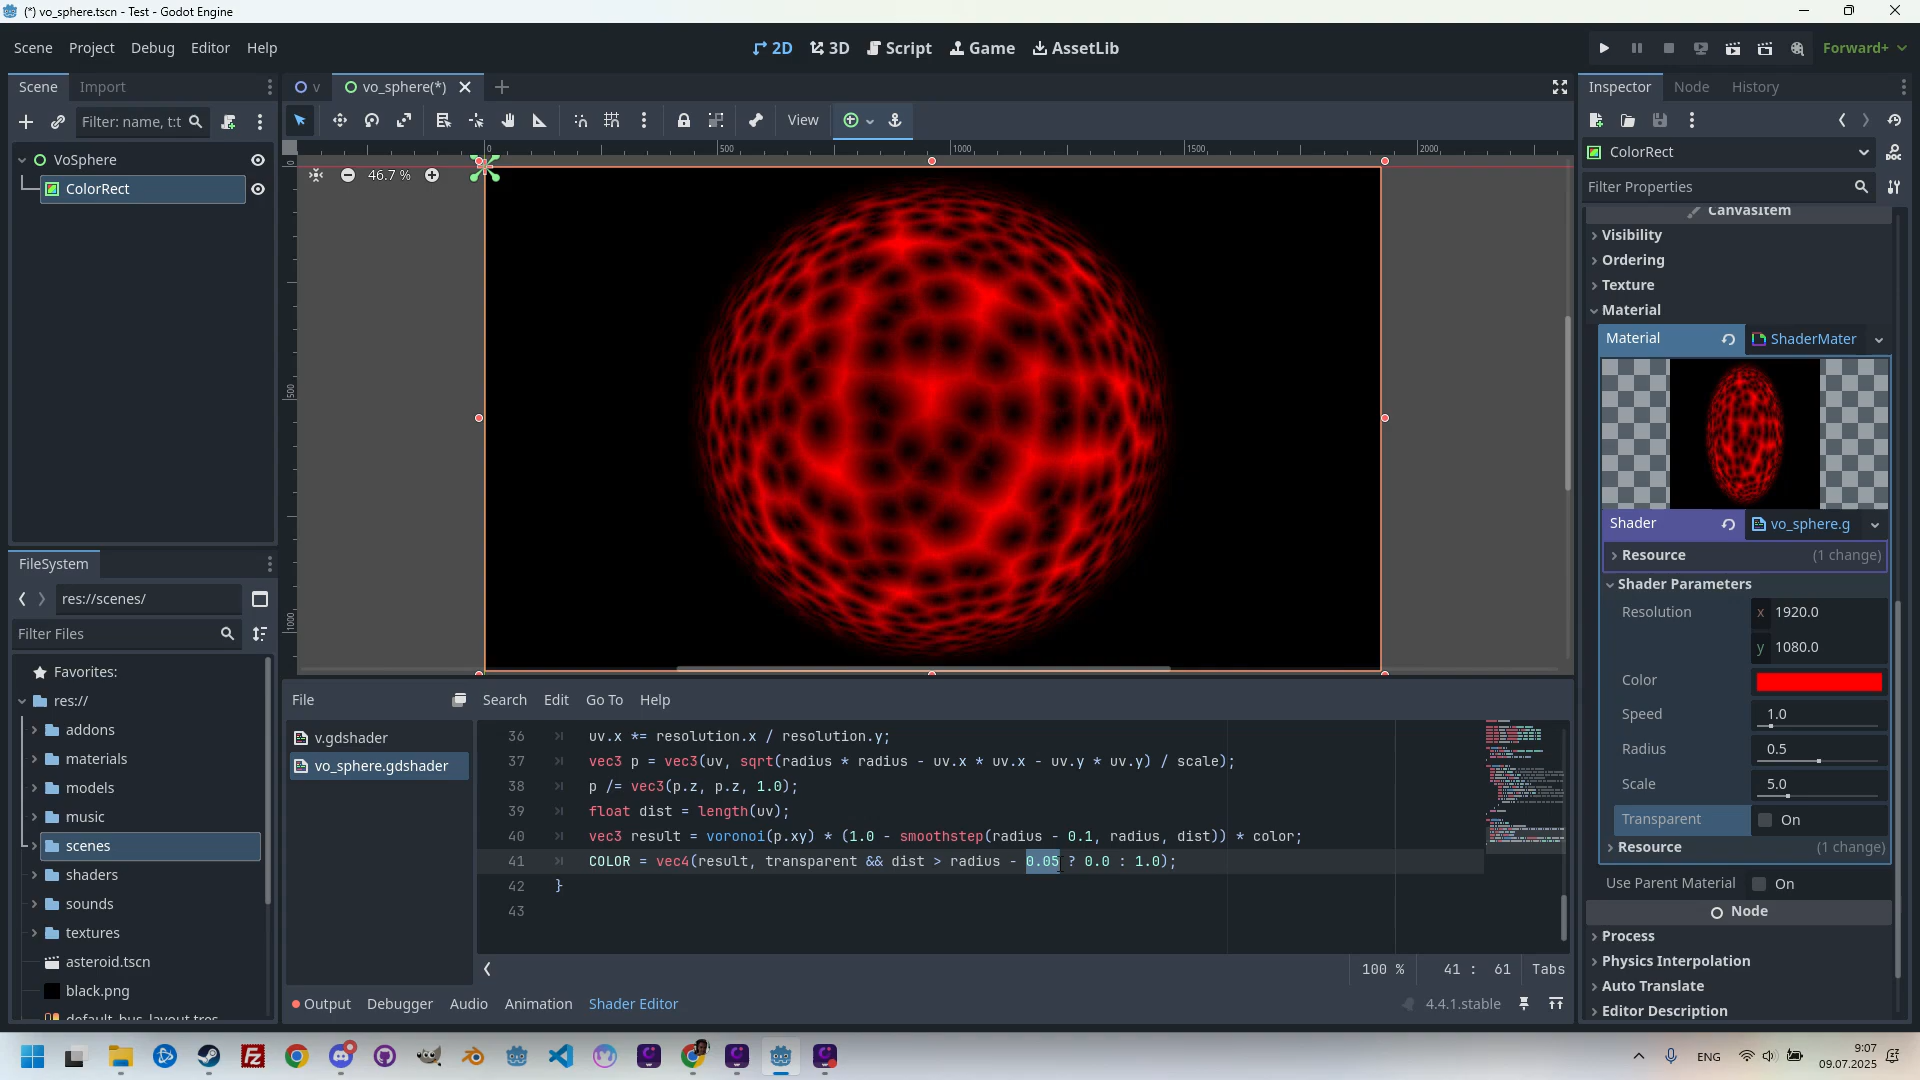 (*) vo_sphere.tscn - Test - Godot Engine
Scene Project Debug Editor Help
2D 3D Script Game AssetLib
Forward+
Scene Import
v vo_sphere(*)
Inspector Node History
Filter: name, t:t
View
ColorRect
VoSphere
ColorRect
0 500 1000 1500 2000
0
500
1000
46.7 %
DOC
Filter Properties
CanvasItem
Visibility
Ordering
Texture
Material
Material ShaderMater
Shader vo_sphere.g
Resource (1 change)
Shader Parameters
Resolution x 1920.0
y 1080.0
Color
Speed 1.0
Radius 0.5
Scale 5.0
Transparent On
Resource (1 change)
Use Parent Material On
Node
Process
Physics Interpolation
Auto Translate
Editor Description
FileSystem
res://scenes/
Filter Files
Favorites:
res://
addons
materials
models
music
scenes
shaders
sounds
textures
asteroid.tscn
black.png
default_bus_layout.tres
File Search Edit Go To Help
v.gdshader
vo_sphere.gdshader
36 uv.x *= resolution.x / resolution.y;
37 vec3 p = vec3(uv, sqrt(radius * radius - uv.x * uv.x - uv.y * uv.y) / scale);
38 p /= vec3(p.z, p.z, 1.0);
39 float dist = length(uv);
40 vec3 result = voronoi(p.xy) * (1.0 - smoothstep(radius - 0.1, radius, dist)) * color;
41 COLOR = vec4(result, transparent && dist > radius - 0.05 ? 0.0 : 1.0);
42 }
43
100 % 41 : 61 Tabs
Output Debugger Audio Animation Shader Editor
4.4.1.stable
ENG
9:07
09.07.2025